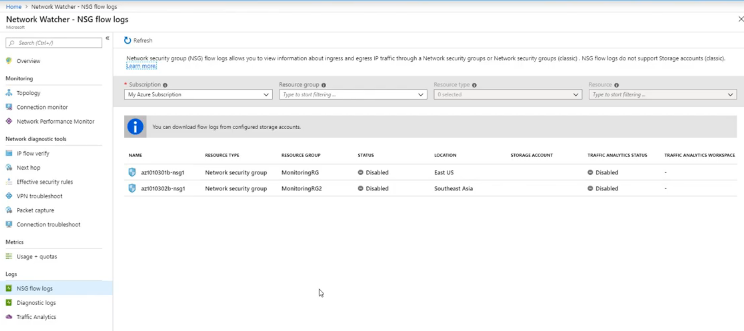 Home > Network Watcher - NSG flow logs
Network Watcher - NSG flow logs
Microsoft
Search (Ctrl+/)
Overview
Monitoring
Topology
Connection monitor
Network Performance Monitor
Network diagnostic tools
IP flow verify
Next hop
Effective security rules
VPN troubleshoot
Packet capture
Connection troubleshoot
Metrics
Usage + quotas
Logs
NSG flow logs
Diagnostic logs
Traffic Analytics
Refresh
Network security group (NSG) flow logs allows you to view information about ingress and egress IP traffic through a Network security groups or Network security groups (classic) . NSG flow logs do not support Storage accounts (classic).
Learn more.
* Subscription Resource group Resource type Resource
My Azure Subscription Type to start filtering ... 0 selected Type to start filtering ...
You can download flow logs from configured storage accounts.
NAME RESOURCE TYPE RESOURCE GROUP STATUS LOCATION STORAGE ACCOUNT TRAFFIC ANALYTICS STATUS TRAFFIC ANALYTICS WORKSPACE
az1010301b-nsg1 Network security group MonitoringRG Disabled East US Disabled -
az1010302b-nsg1 Network security group MonitoringRG2 Disabled Southeast Asia Disabled -